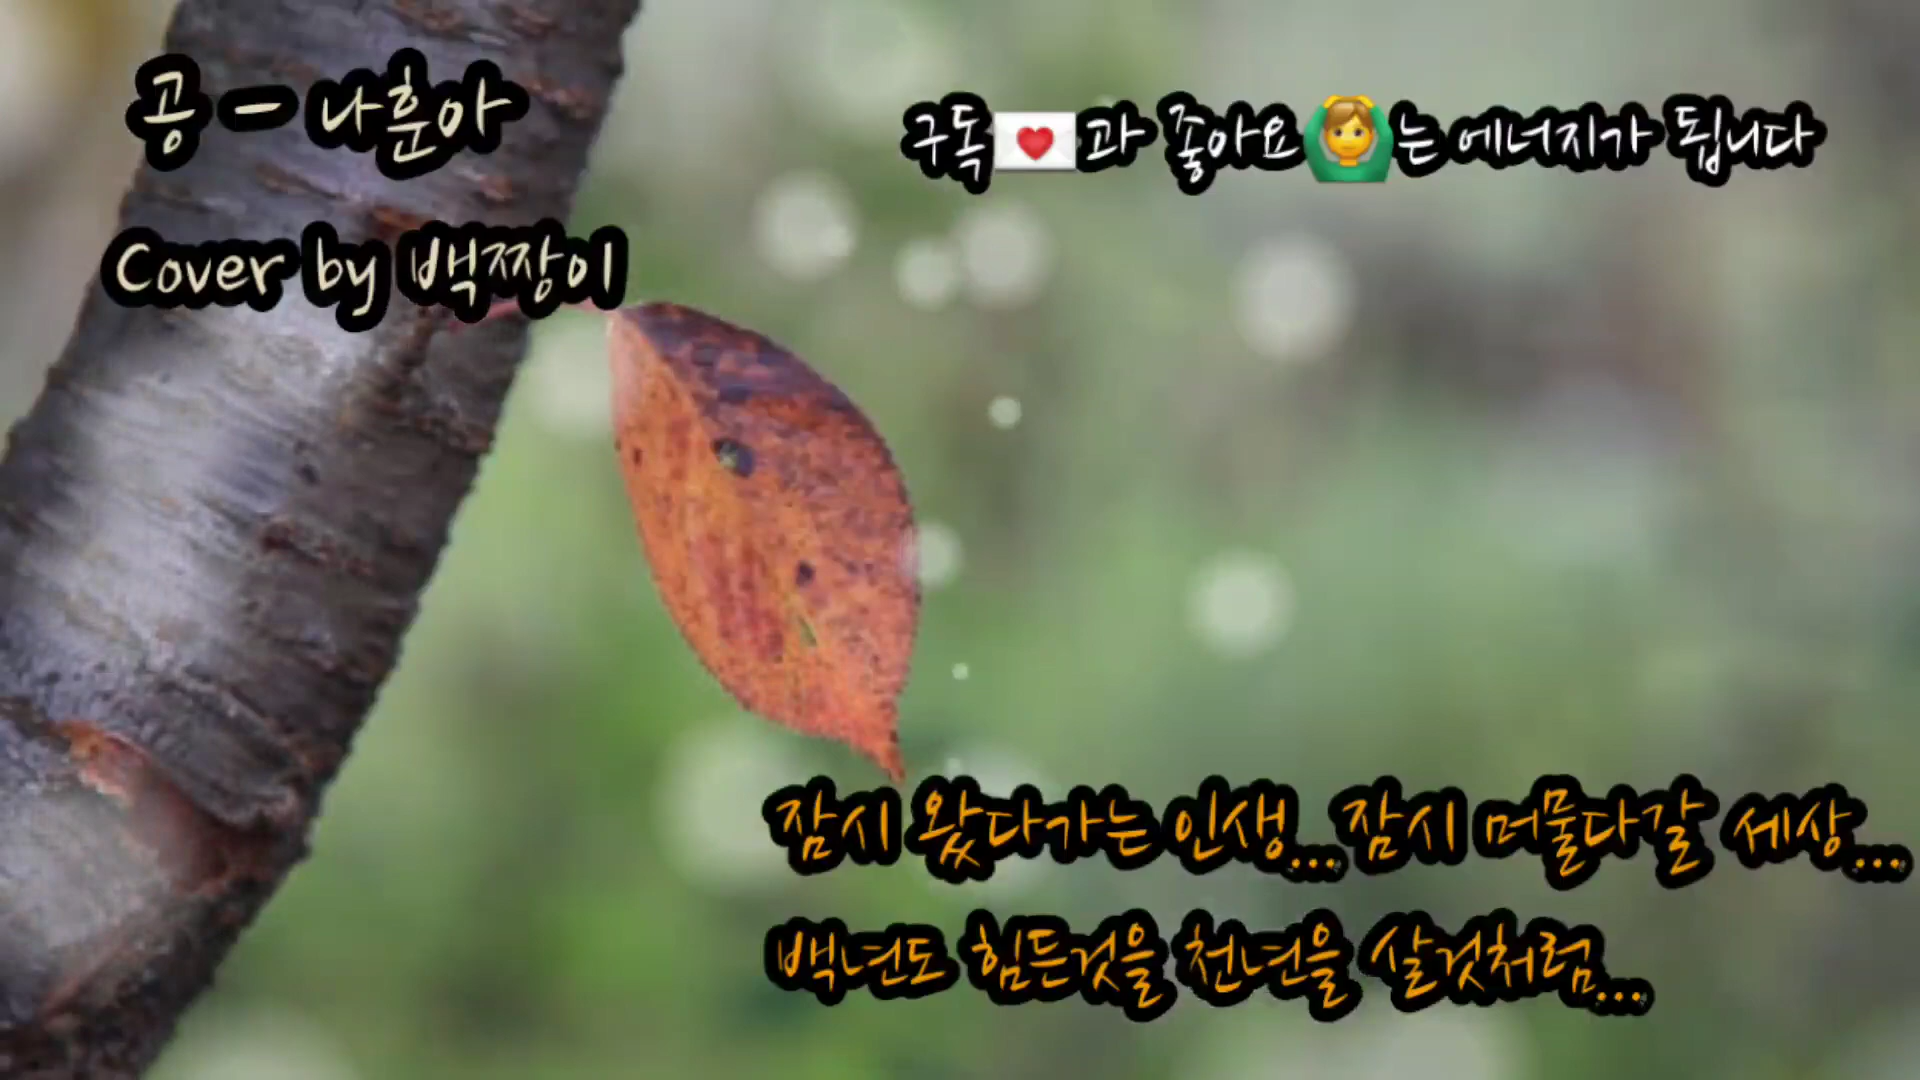 공 - 나훈아
구독💌과 좋아요🙆는 에너지가 됩니다
Cover by 백짱이
잠시 왔다가는 인생...잠시 머물다갈 세상...
백년도 힘든것을 천년을 살것처럼...